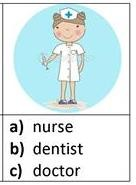 a) nurse
b) dentist
c) doctor